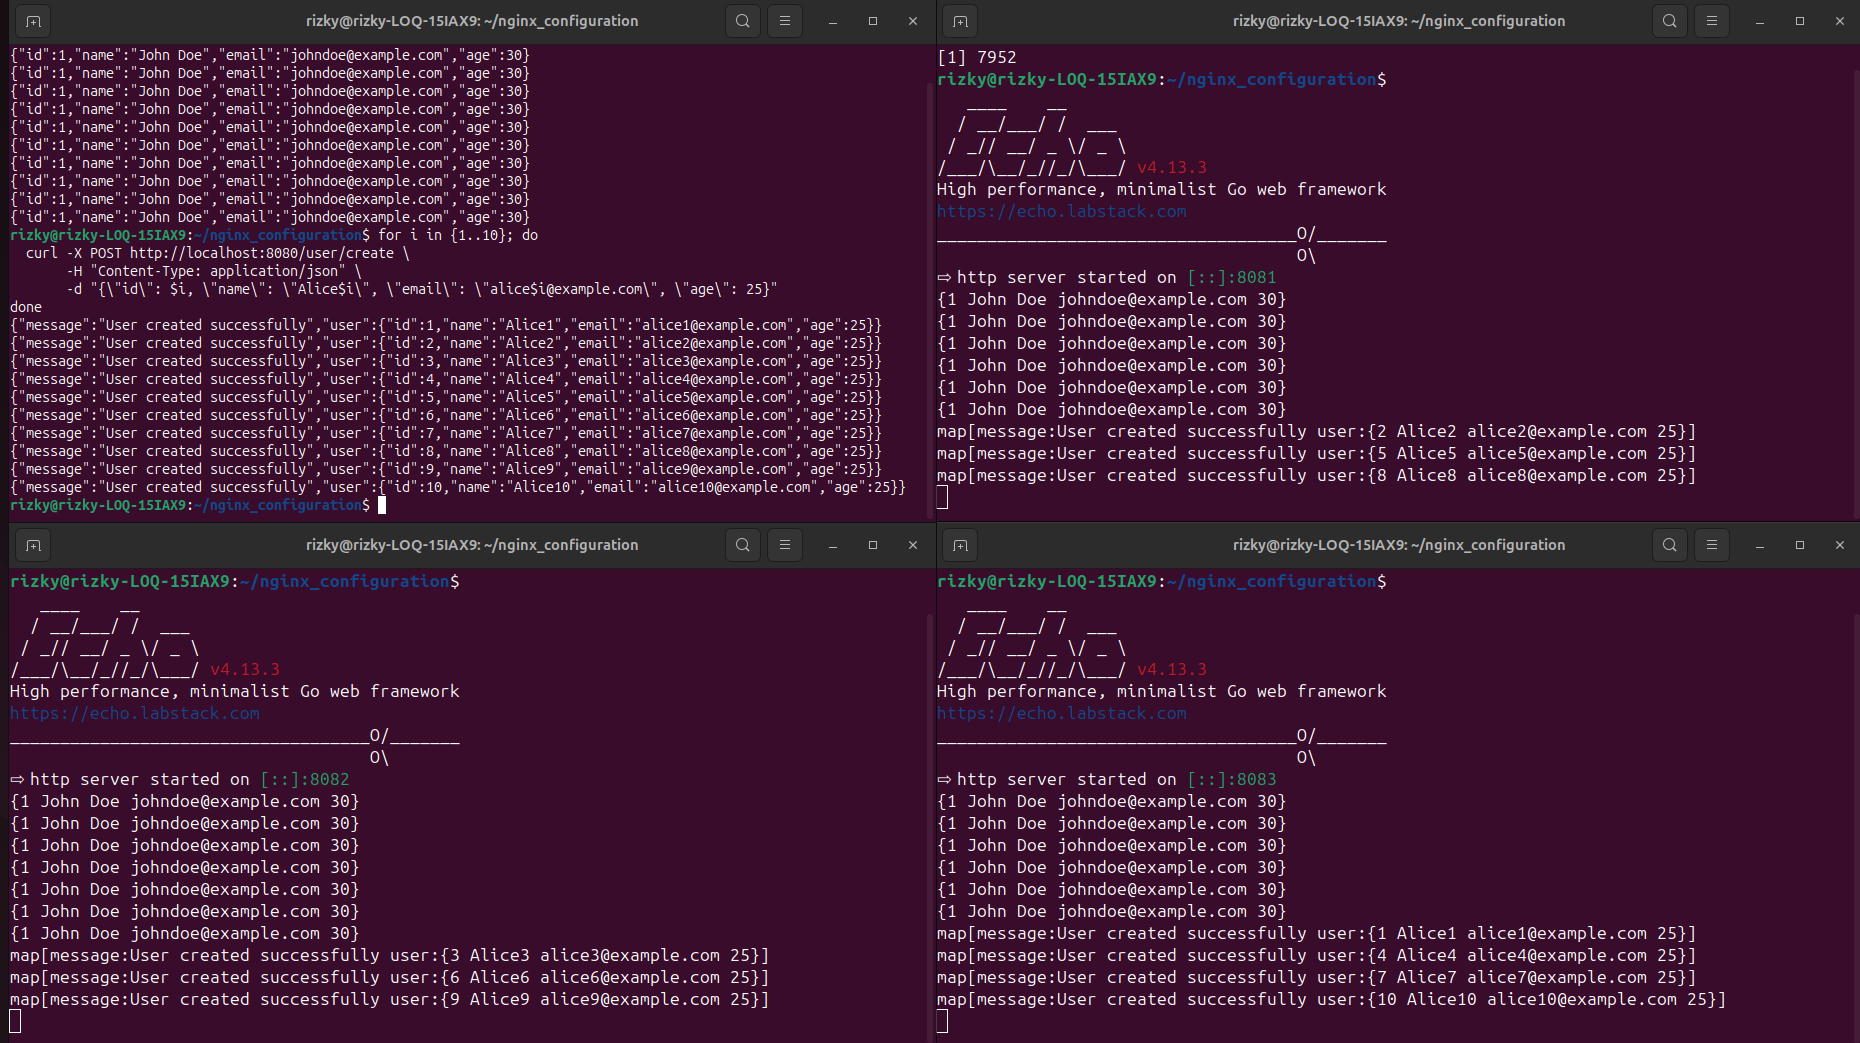 rizky@rizky-LOQ-15IAX9: ~/nginx_configuration
{"id":1,"name":"John Doe","email":"johndoe@example.com","age":30}
{"id":1,"name":"John Doe","email":"johndoe@example.com","age":30}
{"id":1,"name":"John Doe","email":"johndoe@example.com","age":30}
{"id":1,"name":"John Doe","email":"johndoe@example.com","age":30}
{"id":1,"name":"John Doe","email":"johndoe@example.com","age":30}
{"id":1,"name":"John Doe","email":"johndoe@example.com","age":30}
{"id":1,"name":"John Doe","email":"johndoe@example.com","age":30}
{"id":1,"name":"John Doe","email":"johndoe@example.com","age":30}
{"id":1,"name":"John Doe","email":"johndoe@example.com","age":30}
{"id":1,"name":"John Doe","email":"johndoe@example.com","age":30}
rizky@rizky-LOQ-15IAX9:~/nginx_configuration$ for i in {1..10}; do
  curl -X POST http://localhost:8080/user/create \
       -H "Content-Type: application/json" \
       -d "{\"id\": $i, \"name\": \"Alice$i\", \"email\": \"alice$i@example.com\", \"age\": 25}"
done
{"message":"User created successfully","user":{"id":1,"name":"Alice1","email":"alice1@example.com","age":25}}
{"message":"User created successfully","user":{"id":2,"name":"Alice2","email":"alice2@example.com","age":25}}
{"message":"User created successfully","user":{"id":3,"name":"Alice3","email":"alice3@example.com","age":25}}
{"message":"User created successfully","user":{"id":4,"name":"Alice4","email":"alice4@example.com","age":25}}
{"message":"User created successfully","user":{"id":5,"name":"Alice5","email":"alice5@example.com","age":25}}
{"message":"User created successfully","user":{"id":6,"name":"Alice6","email":"alice6@example.com","age":25}}
{"message":"User created successfully","user":{"id":7,"name":"Alice7","email":"alice7@example.com","age":25}}
{"message":"User created successfully","user":{"id":8,"name":"Alice8","email":"alice8@example.com","age":25}}
{"message":"User created successfully","user":{"id":9,"name":"Alice9","email":"alice9@example.com","age":25}}
{"message":"User created successfully","user":{"id":10,"name":"Alice10","email":"alice10@example.com","age":25}}
rizky@rizky-LOQ-15IAX9:~/nginx_configuration$
rizky@rizky-LOQ-15IAX9: ~/nginx_configuration
[1] 7952
rizky@rizky-LOQ-15IAX9:~/nginx_configuration$
   ____    __
  / __/___/ /  ___
 / _// __/ _ \/ _ \
/___/\__/_//_/\___/ v4.13.3
High performance, minimalist Go web framework
https://echo.labstack.com
____________________________________O/_______
                                    O\
⇨ http server started on [::]:8081
{1 John Doe johndoe@example.com 30}
{1 John Doe johndoe@example.com 30}
{1 John Doe johndoe@example.com 30}
{1 John Doe johndoe@example.com 30}
{1 John Doe johndoe@example.com 30}
{1 John Doe johndoe@example.com 30}
map[message:User created successfully user:{2 Alice2 alice2@example.com 25}]
map[message:User created successfully user:{5 Alice5 alice5@example.com 25}]
map[message:User created successfully user:{8 Alice8 alice8@example.com 25}]
rizky@rizky-LOQ-15IAX9: ~/nginx_configuration
rizky@rizky-LOQ-15IAX9:~/nginx_configuration$
   ____    __
  / __/___/ /  ___
 / _// __/ _ \/ _ \
/___/\__/_//_/\___/ v4.13.3
High performance, minimalist Go web framework
https://echo.labstack.com
____________________________________O/_______
                                    O\
⇨ http server started on [::]:8082
{1 John Doe johndoe@example.com 30}
{1 John Doe johndoe@example.com 30}
{1 John Doe johndoe@example.com 30}
{1 John Doe johndoe@example.com 30}
{1 John Doe johndoe@example.com 30}
{1 John Doe johndoe@example.com 30}
{1 John Doe johndoe@example.com 30}
map[message:User created successfully user:{3 Alice3 alice3@example.com 25}]
map[message:User created successfully user:{6 Alice6 alice6@example.com 25}]
map[message:User created successfully user:{9 Alice9 alice9@example.com 25}]
rizky@rizky-LOQ-15IAX9: ~/nginx_configuration
rizky@rizky-LOQ-15IAX9:~/nginx_configuration$
   ____    __
  / __/___/ /  ___
 / _// __/ _ \/ _ \
/___/\__/_//_/\___/ v4.13.3
High performance, minimalist Go web framework
https://echo.labstack.com
____________________________________O/_______
                                    O\
⇨ http server started on [::]:8083
{1 John Doe johndoe@example.com 30}
{1 John Doe johndoe@example.com 30}
{1 John Doe johndoe@example.com 30}
{1 John Doe johndoe@example.com 30}
{1 John Doe johndoe@example.com 30}
{1 John Doe johndoe@example.com 30}
map[message:User created successfully user:{1 Alice1 alice1@example.com 25}]
map[message:User created successfully user:{4 Alice4 alice4@example.com 25}]
map[message:User created successfully user:{7 Alice7 alice7@example.com 25}]
map[message:User created successfully user:{10 Alice10 alice10@example.com 25}]